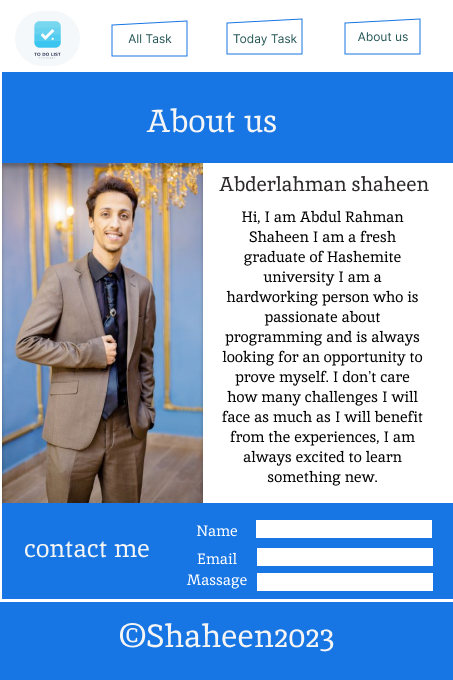 All Task
Today Task
About us
TO DO LIST
About us
Abderlahman shaheen
Hi, I am Abdul Rahman
Shaheen I am a fresh
graduate of Hashemite
university I am a
hardworking person who is
passionate about
programming and is always
looking for an opportunity to
prove myself. I don't care
how many challenges I will
face as much as I will benefit
from the experiences, I am
always excited to learn
something new.
contact me
Name
Email
Massage
©Shaheen2023